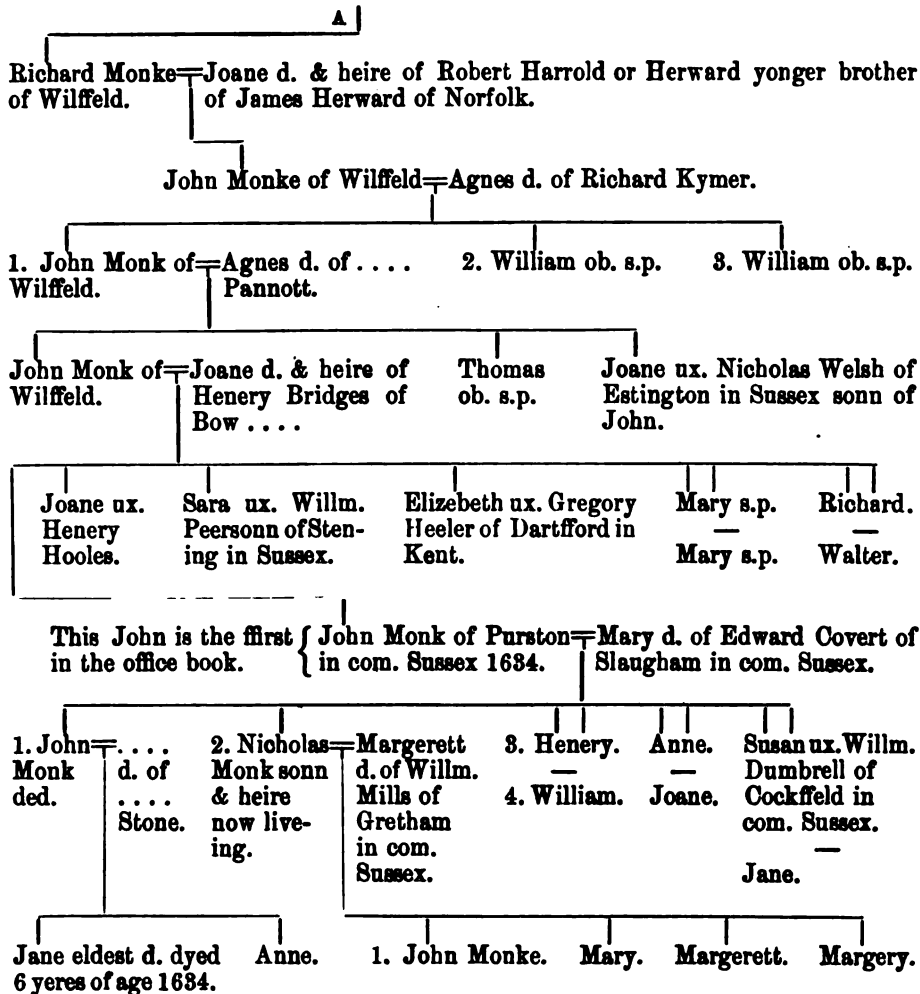 A
Richard Monke=Joane d. & heire of Robert Harrold or Herward yonger brother
of Wilffeld. of James Herward of Norfolk.
John Monke of Wilffeld=Agnes d. of Richard Kymer.
1. John Monk of=Agnes d. of . . . . 2. William ob. s.p. 3. William ob. s.p.
Wilffeld. Pannott.
John Monk of=Joane d. & heire of Thomas Joane ux. Nicholas Welsh of
Wilffeld. Henery Bridges of ob. s.p. Estington in Sussex sonn of
Bow . . . . John.
Joane ux. Sara ux. Willm. Elizebeth ux. Gregory Mary s.p. Richard.
Henery Peersonn of Sten- Heeler of Dartfford in — —
Hooles. ing in Sussex. Kent. Mary s.p. Walter.
This John is the ffirst { John Monk of Purston=Mary d. of Edward Covert of
in the office book. in com. Sussex 1634. Slaugham in com. Sussex.
1. John=. . . . 2. Nicholas=Margerett 3. Henery. Anne. Susan ux. Willm.
Monk d. of Monk sonn d. of Willm. — — Dumbrell of
ded. . . . . & heire Mills of 4. William. Joane. Cockffeld in
Stone. now live- Gretham com. Sussex.
ing. in com. —
Sussex. Jane.
Jane eldest d. dyed Anne. 1. John Monke. Mary. Margerett. Margery.
6 yeres of age 1634.